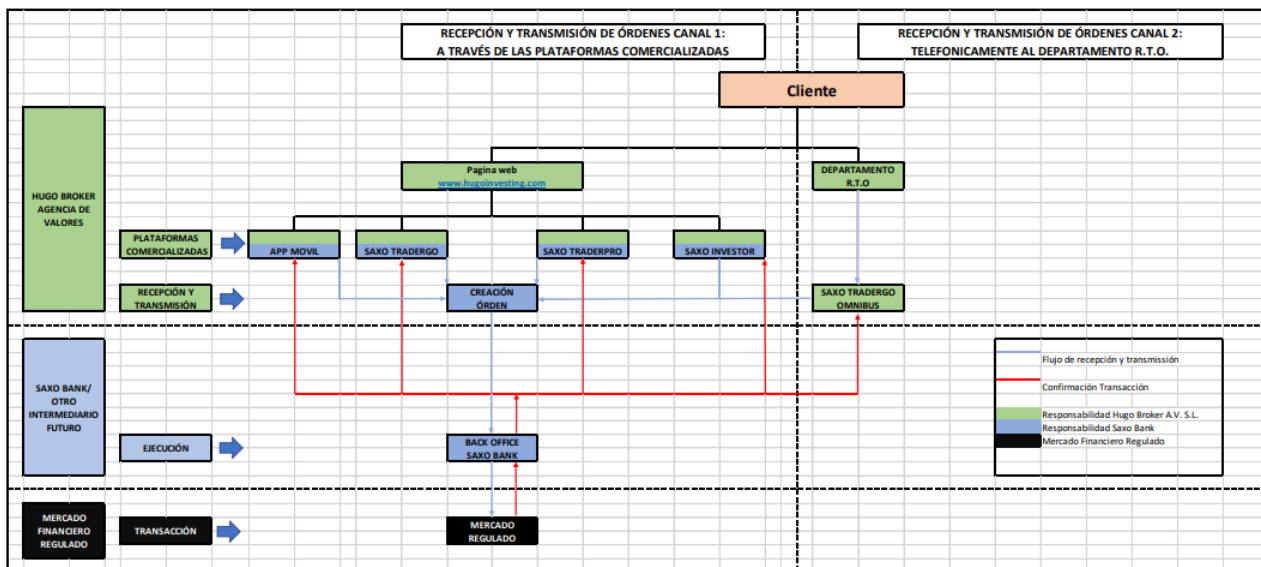 RECEPCIÓN Y TRANSMISIÓN DE ÓRDENES CANAL 1:
A TRAVÉS DE LAS PLATAFORMAS COMERCIALIZADAS
RECEPCIÓN Y TRANSMISIÓN DE ÓRDENES CANAL 2:
TELEFONICAMENTE AL DEPARTAMENTO R.T.O.
Cliente
HUGO BROKER
AGENCIA DE
VALORES
Pagina web
www.hugoinvesting.com
DEPARTAMENTO
R.T.O
PLATAFORMAS
COMERCIALIZADAS
APP MOVIL
SAXO TRADERGO
SAXO TRADERPRO
SAXO INVESTOR
RECEPCIÓN Y
TRANSMISIÓN
CREACIÓN
ÓRDEN
SAXO TRADERGO
OMNIBUS
SAXO BANK/
OTRO
INTERMEDIARIO
FUTURO
Flujo de recepción y transmisión
Confirmación Transacción
Responsabilidad Hugo Broker A.V. S.L.
Responsabilidad Saxo Bank
Mercado Financiero Regulado
EJECUCIÓN
BACK OFFICE
SAXO BANK
MERCADO
FINANCIERO
REGULADO
TRANSACCIÓN
MERCADO
REGULADO